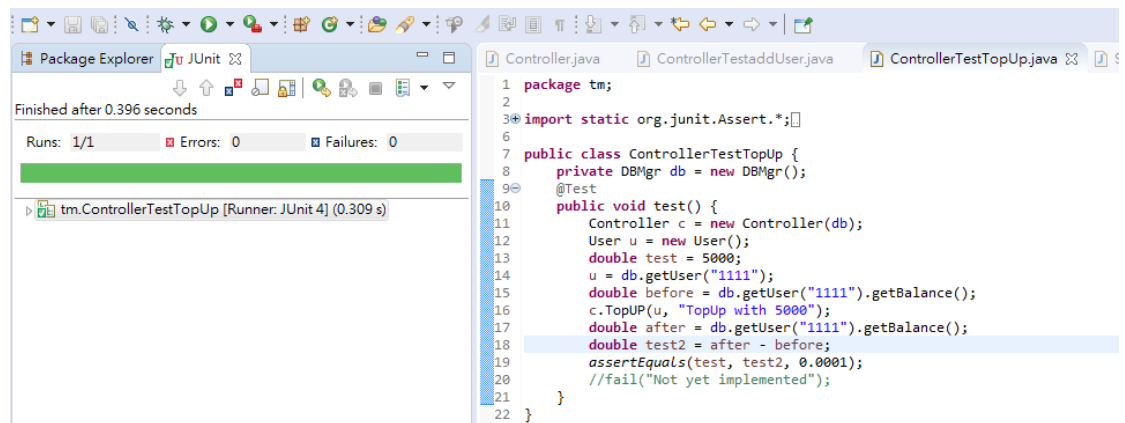 Package Explorer
JUnit
Finished after 0.396 seconds
Runs: 1/1 Errors: 0 Failures: 0
tm.ControllerTestTopUp [Runner: JUnit 4] (0.309 s)
Controller.java ControllerTestaddUser.java ControllerTestTopUp.java
1 package tm;
2
3 import static org.junit.Assert.*;
6
7 public class ControllerTestTopUp {
8 private DBMgr db = new DBMgr();
9 @Test
10 public void test() {
11 Controller c = new Controller(db);
12 User u = new User();
13 double test = 5000;
14 u = db.getUser("1111");
15 double before = db.getUser("1111").getBalance();
16 c.TopUP(u, "TopUp with 5000");
17 double after = db.getUser("1111").getBalance();
18 double test2 = after - before;
19 assertEquals(test, test2, 0.0001);
20 //fail("Not yet implemented");
21 }
22 }